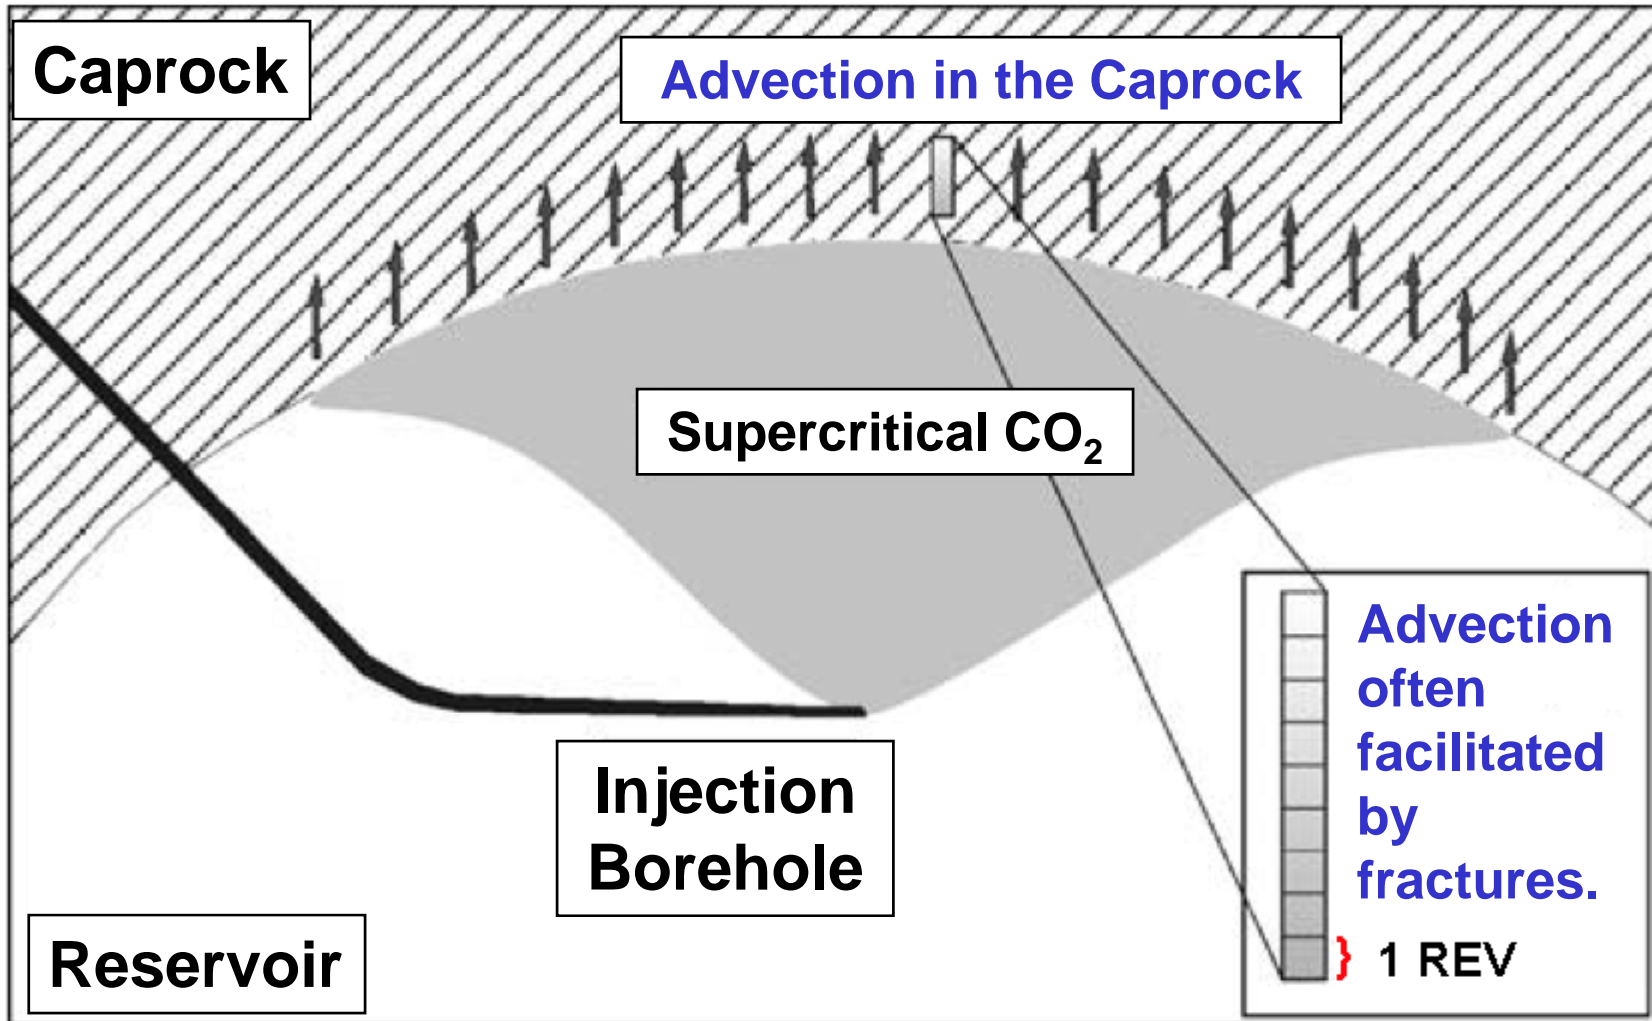 Caprock
Advection in the Caprock
Supercritical CO₂
Injection
Borehole
Reservoir
Advection
often
facilitated
by
fractures.
} 1 REV